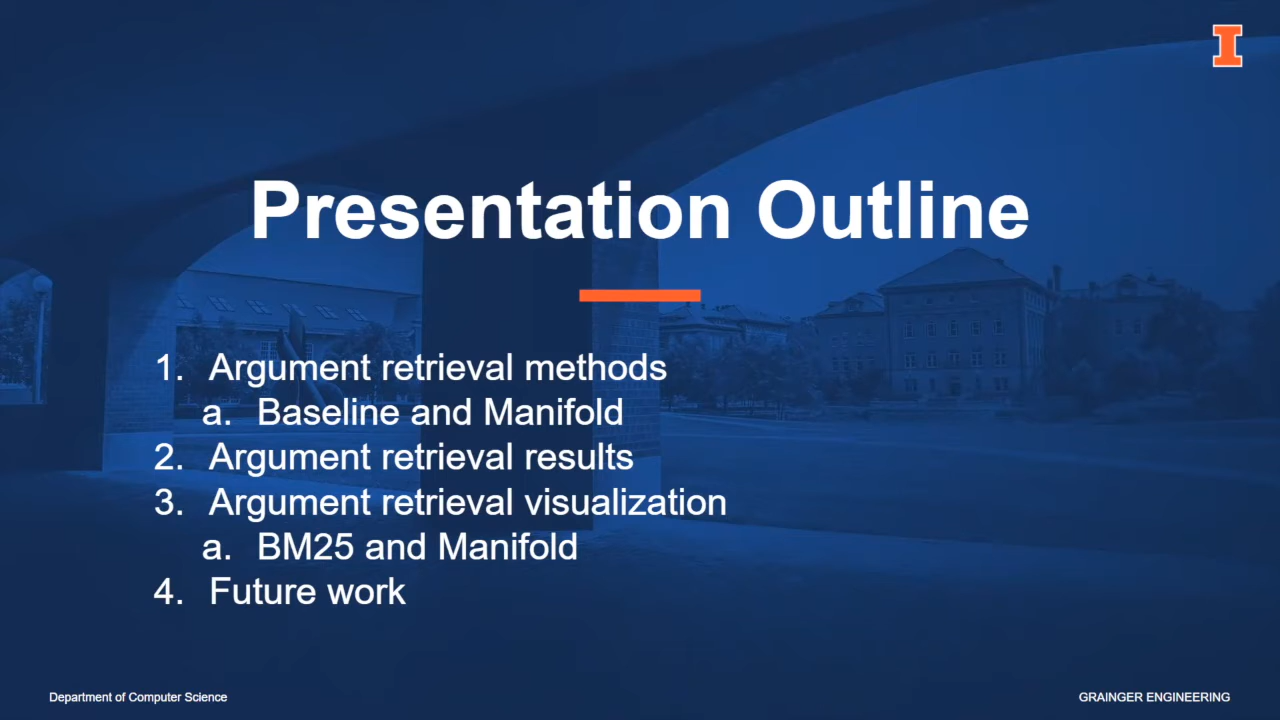 I
Presentation Outline
1. Argument retrieval methods
a. Baseline and Manifold
2. Argument retrieval results
3. Argument retrieval visualization
a. BM25 and Manifold
4. Future work
Department of Computer Science
GRAINGER ENGINEERING